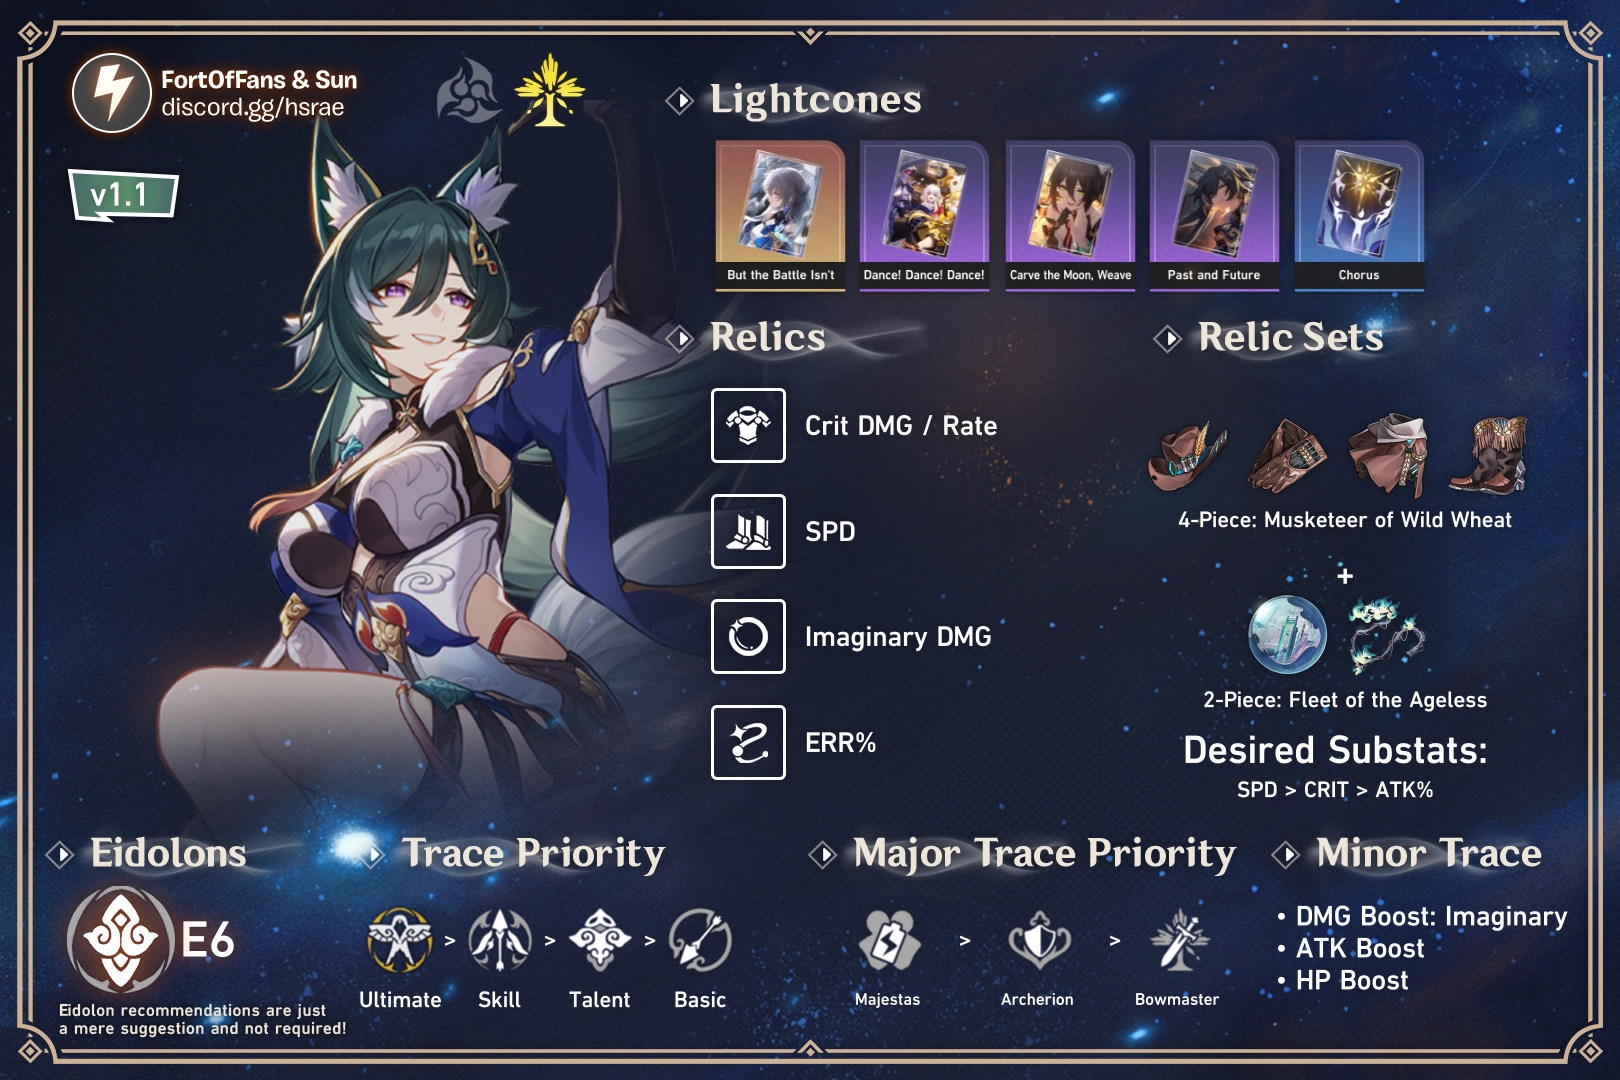 FortOfFans & Sun
discord.gg/hsrae
v1.1
Lightcones
But the Battle Isn't
Dance! Dance! Dance!
Carve the Moon, Weave
Past and Future
Chorus
Relics
Crit DMG / Rate
SPD
Imaginary DMG
ERR%
Relic Sets
4-Piece: Musketeer of Wild Wheat
+
2-Piece: Fleet of the Ageless
Desired Substats:
SPD > CRIT > ATK%
Eidolons
E6
Eidolon recommendations are just
a mere suggestion and not required!
Trace Priority
> > >
Ultimate Skill Talent Basic
Major Trace Priority
> >
Majestas Archerion Bowmaster
Minor Trace
• DMG Boost: Imaginary
• ATK Boost
• HP Boost